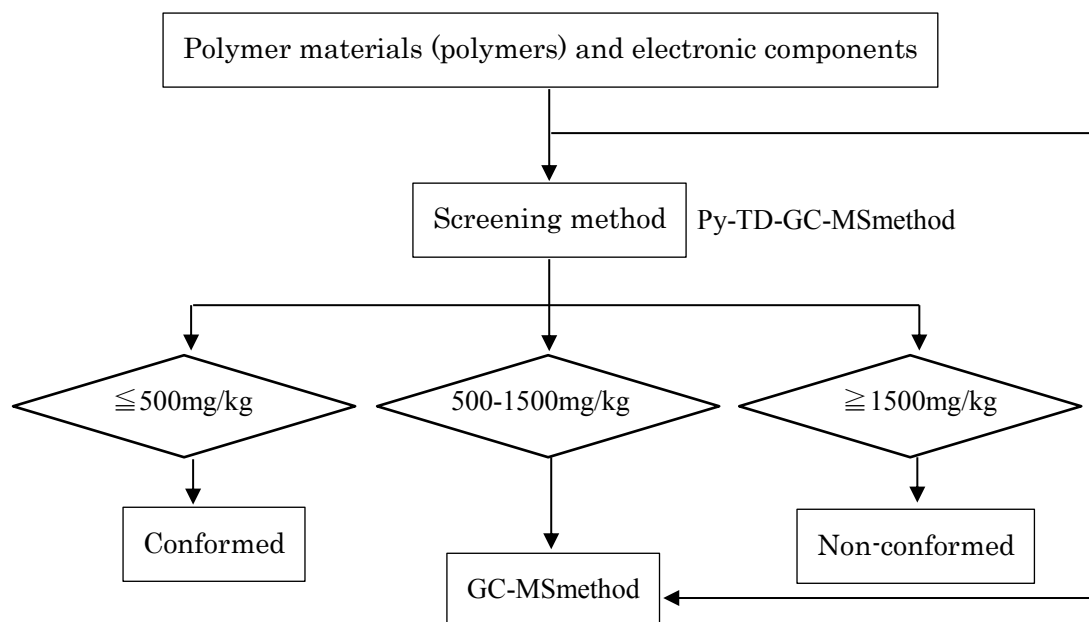 Polymer materials (polymers) and electronic components
Screening method
Py-TD-GC-MSmethod
≦500mg/kg
500-1500mg/kg
≧1500mg/kg
Conformed
Non-conformed
GC-MSmethod